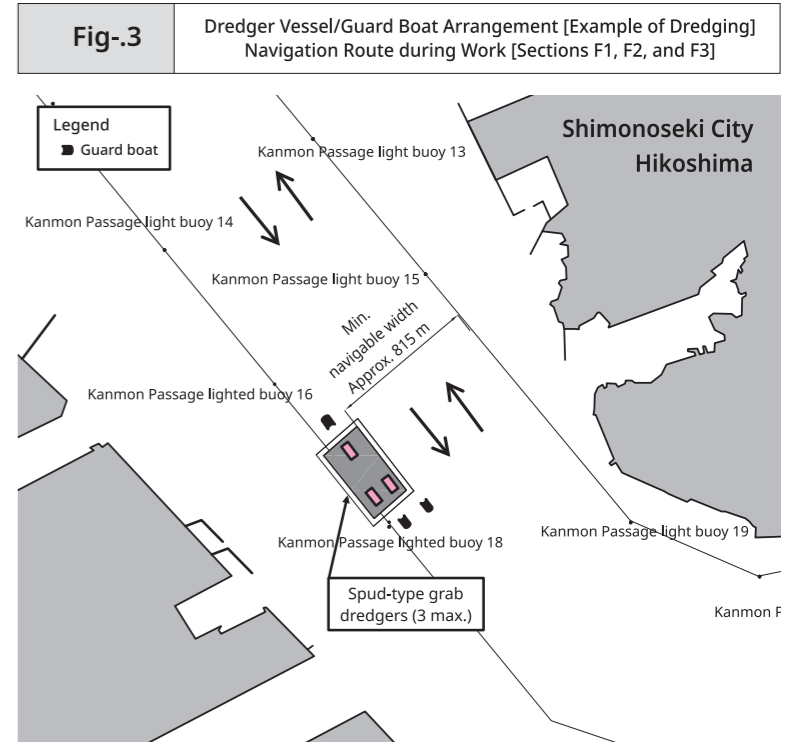 Fig-.3
Dredger Vessel/Guard Boat Arrangement [Example of Dredging]
Navigation Route during Work [Sections F1, F2, and F3]
Legend
Guard boat
Shimonoseki City
Hikoshima
Kanmon Passage light buoy 13
Kanmon Passage light buoy 14
Kanmon Passage light buoy 15
Min.
navigable width
Approx. 815 m
Kanmon Passage lighted buoy 16
Kanmon Passage light buoy 19
Kanmon Passage lighted buoy 18
Spud-type grab
dredgers (3 max.)
Kanmon P